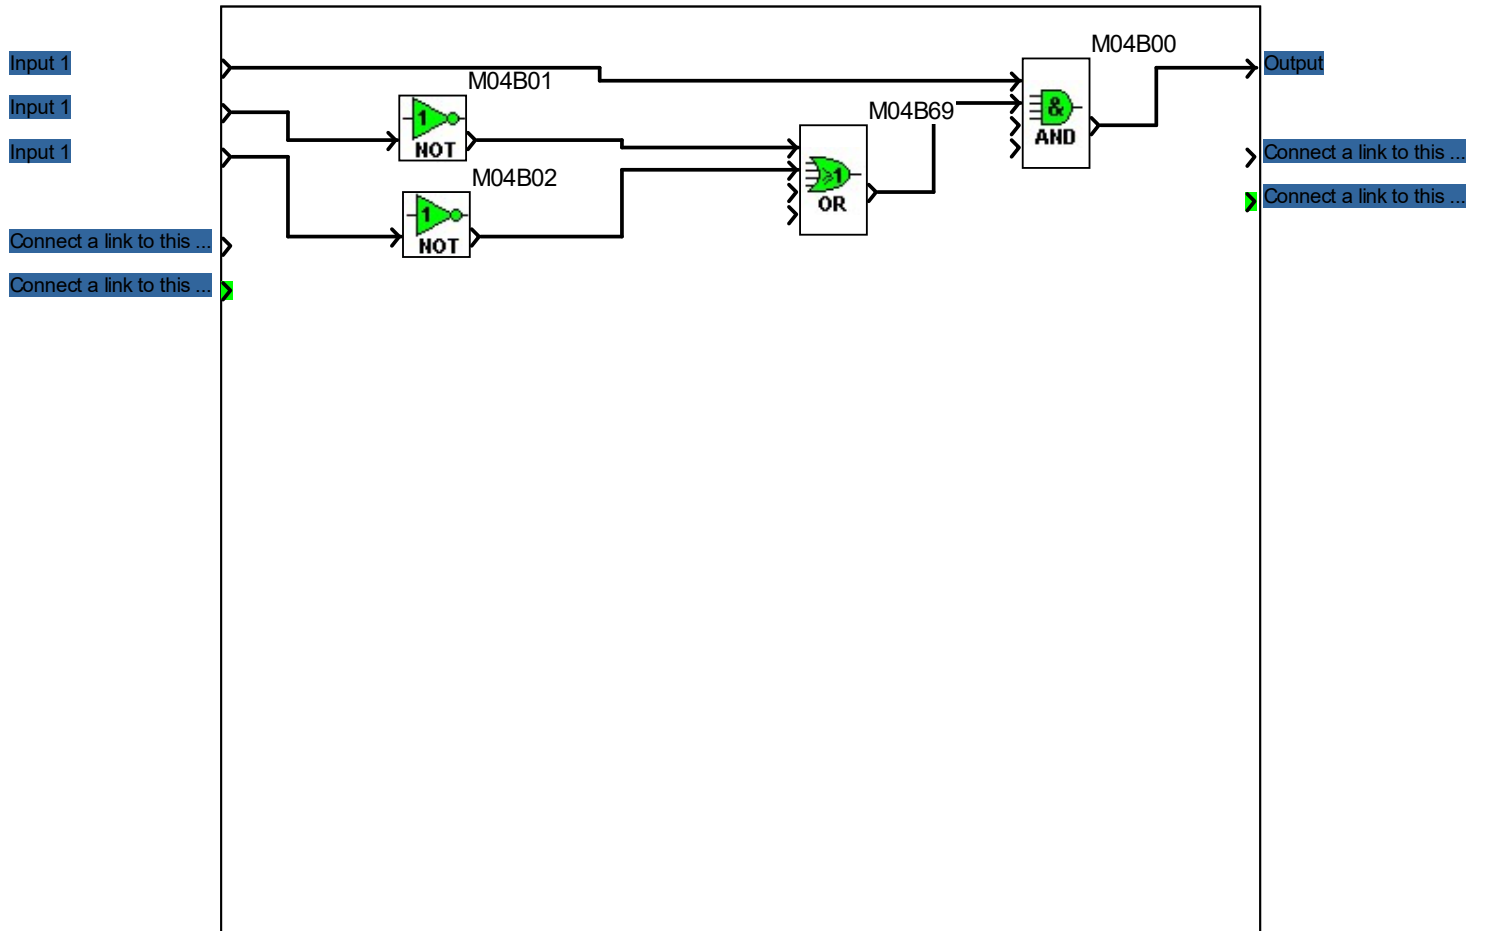 M04B00
Input 1
Output
M04B01
Input 1
M04B69
1
&
AND
NOT
Input 1
Connect a link to this ...
M04B02
≥1
OR
Connect a link to this ...
1
NOT
Connect a link to this ...
Connect a link to this ...